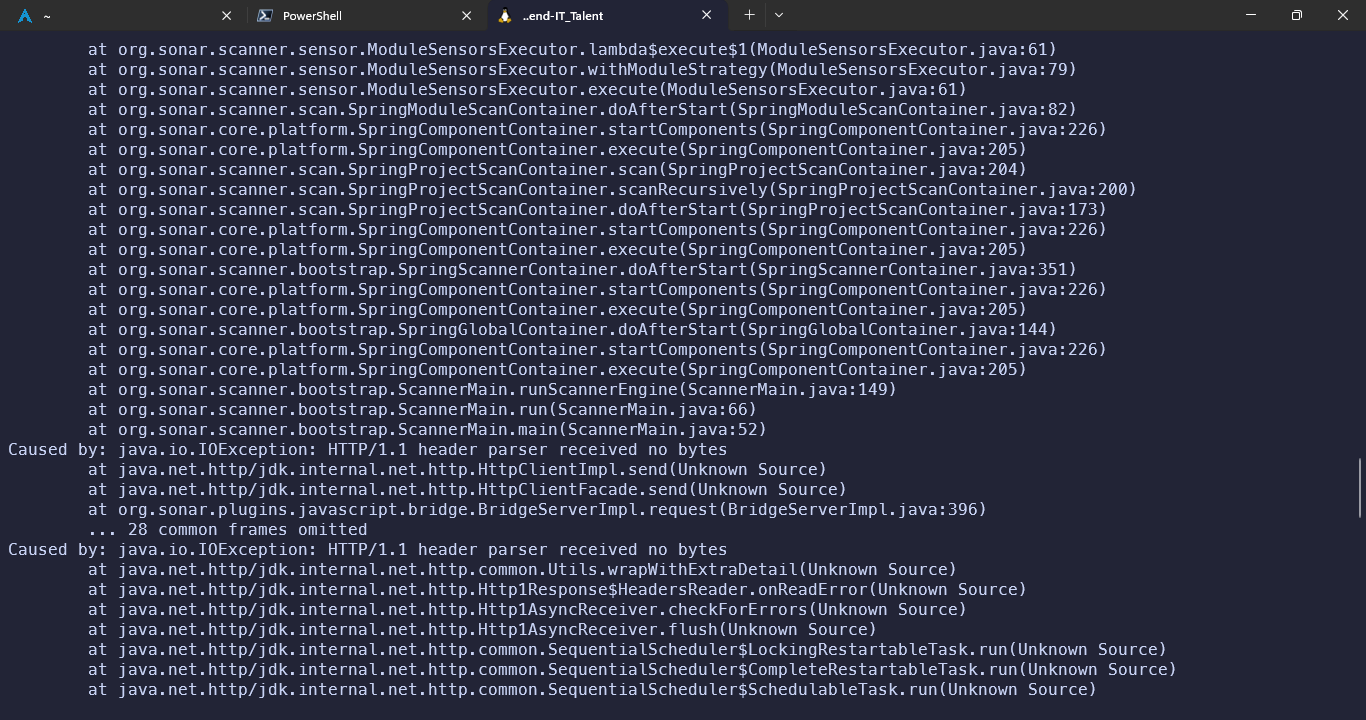 ~
PowerShell
..end-IT_Talent
at org.sonar.scanner.sensor.ModuleSensorsExecutor.lambda$execute$1(ModuleSensorsExecutor.java:61)
at org.sonar.scanner.sensor.ModuleSensorsExecutor.withModuleStrategy(ModuleSensorsExecutor.java:79)
at org.sonar.scanner.sensor.ModuleSensorsExecutor.execute(ModuleSensorsExecutor.java:61)
at org.sonar.scanner.scan.SpringModuleScanContainer.doAfterStart(SpringModuleScanContainer.java:82)
at org.sonar.core.platform.SpringComponentContainer.startComponents(SpringComponentContainer.java:226)
at org.sonar.core.platform.SpringComponentContainer.execute(SpringComponentContainer.java:205)
at org.sonar.scanner.scan.SpringProjectScanContainer.scan(SpringProjectScanContainer.java:204)
at org.sonar.scanner.scan.SpringProjectScanContainer.scanRecursively(SpringProjectScanContainer.java:200)
at org.sonar.scanner.scan.SpringProjectScanContainer.doAfterStart(SpringProjectScanContainer.java:173)
at org.sonar.core.platform.SpringComponentContainer.startComponents(SpringComponentContainer.java:226)
at org.sonar.core.platform.SpringComponentContainer.execute(SpringComponentContainer.java:205)
at org.sonar.scanner.bootstrap.SpringScannerContainer.doAfterStart(SpringScannerContainer.java:351)
at org.sonar.core.platform.SpringComponentContainer.startComponents(SpringComponentContainer.java:226)
at org.sonar.core.platform.SpringComponentContainer.execute(SpringComponentContainer.java:205)
at org.sonar.scanner.bootstrap.SpringGlobalContainer.doAfterStart(SpringGlobalContainer.java:144)
at org.sonar.core.platform.SpringComponentContainer.startComponents(SpringComponentContainer.java:226)
at org.sonar.core.platform.SpringComponentContainer.execute(SpringComponentContainer.java:205)
at org.sonar.scanner.bootstrap.ScannerMain.runScannerEngine(ScannerMain.java:149)
at org.sonar.scanner.bootstrap.ScannerMain.run(ScannerMain.java:66)
at org.sonar.scanner.bootstrap.ScannerMain.main(ScannerMain.java:52)
Caused by: java.io.IOException: HTTP/1.1 header parser received no bytes
at java.net.http/jdk.internal.net.http.HttpClientImpl.send(Unknown Source)
at java.net.http/jdk.internal.net.http.HttpClientFacade.send(Unknown Source)
at org.sonar.plugins.javascript.bridge.BridgeServerImpl.request(BridgeServerImpl.java:396)
... 28 common frames omitted
Caused by: java.io.IOException: HTTP/1.1 header parser received no bytes
at java.net.http/jdk.internal.net.http.common.Utils.wrapWithExtraDetail(Unknown Source)
at java.net.http/jdk.internal.net.http.Http1Response$HeadersReader.onReadError(Unknown Source)
at java.net.http/jdk.internal.net.http.Http1AsyncReceiver.checkForErrors(Unknown Source)
at java.net.http/jdk.internal.net.http.Http1AsyncReceiver.flush(Unknown Source)
at java.net.http/jdk.internal.net.http.common.SequentialScheduler$LockingRestartableTask.run(Unknown Source)
at java.net.http/jdk.internal.net.http.common.SequentialScheduler$CompleteRestartableTask.run(Unknown Source)
at java.net.http/jdk.internal.net.http.common.SequentialScheduler$SchedulableTask.run(Unknown Source)